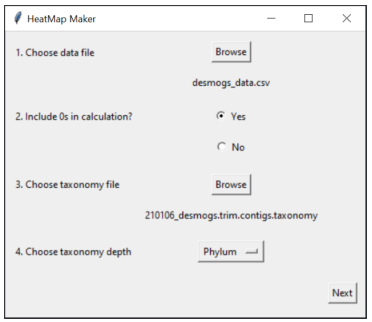 HeatMap Maker
1. Choose data file Browse
desmogs_data.csv
2. Include 0s in calculation? Yes
No
3. Choose taxonomy file Browse
210106_desmogs.trim.contigs.taxonomy
4. Choose taxonomy depth Phylum
Next